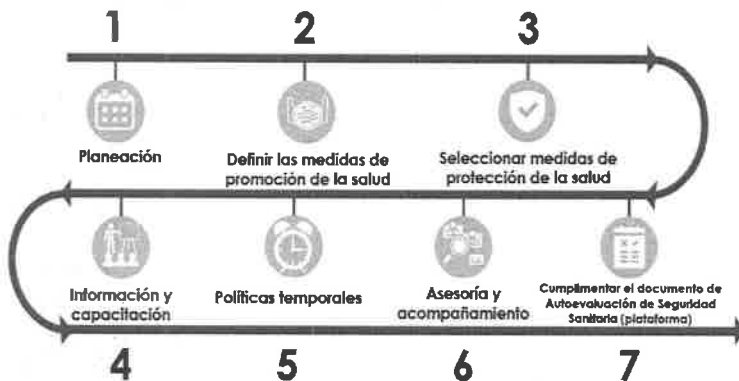 1
2
3
Planeación
Definir las medidas de
promoción de la salud
Seleccionar medidas de
protección de la salud
Información y
capacitación
Políticas temporales
Asesoría y
acompañamiento
Cumplimentar el documento de
Autoevaluación de Seguridad
Sanitaria (plataforma)
4
5
6
7